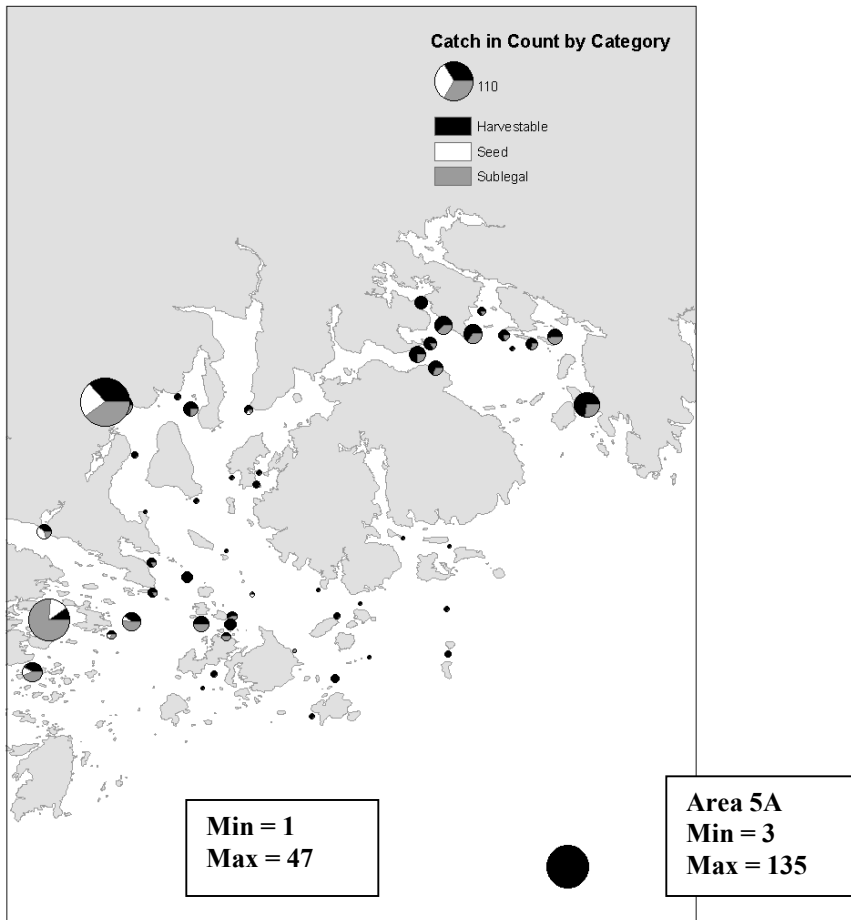 Catch in Count by Category
110
Harvestable
Seed
Sublegal
Min = 1
Max = 47
Area 5A
Min = 3
Max = 135